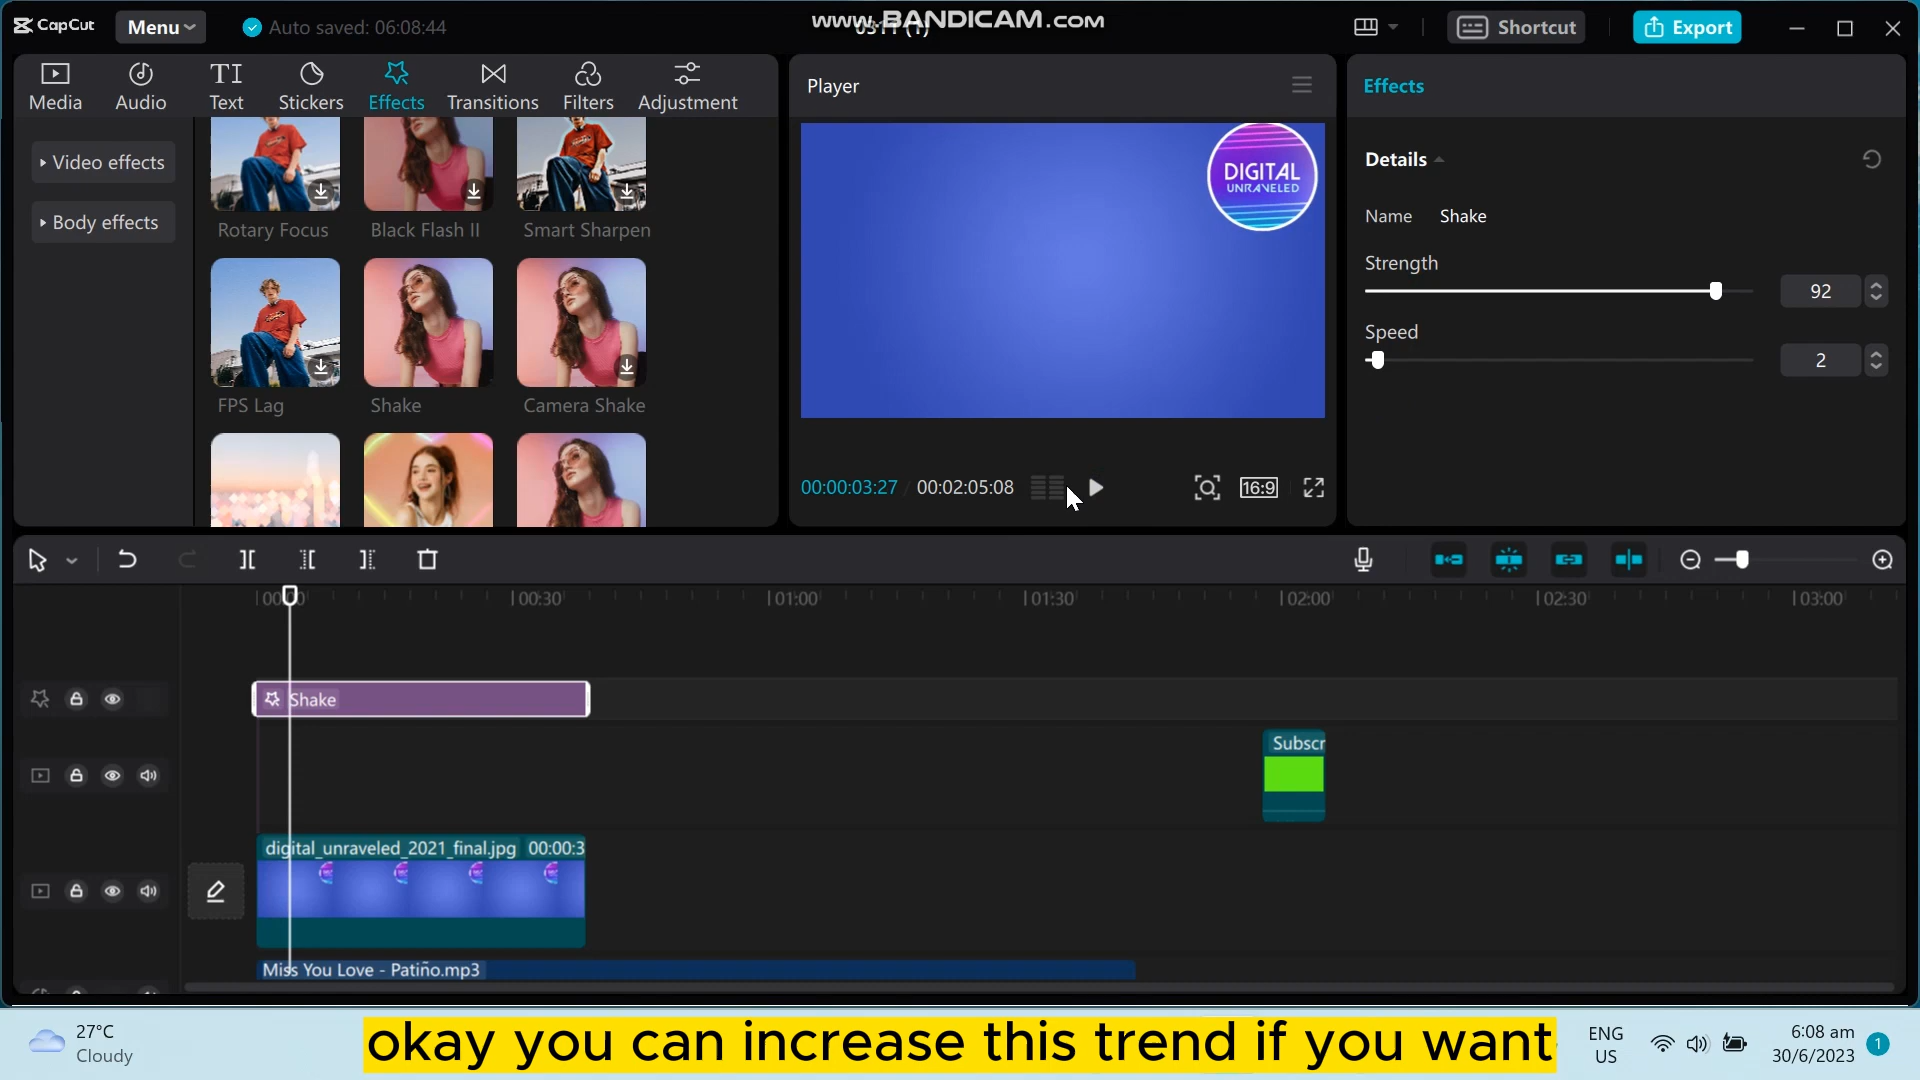 CapCut
Menu
Auto saved: 06:08:44
www.BANDICAM.com
Shortcut
Export
Media
Audio
Text
Stickers
Effects
Transitions
Filters
Adjustment
Video effects
Body effects
Rotary Focus
Black Flash II
Smart Sharpen
FPS Lag
Shake
Camera Shake
Player
DIGITAL
UNRAVELED
00:00:03:27 / 00:02:05:08
16:9
Effects
Details
Name Shake
Strength
92
Speed
2
00:30
01:00
01:30
02:00
02:30
03:00
Shake
Subscr
digital_unraveled_2021_final.jpg 00:00:3
Miss You Love - Patiño.mp3
27°C
Cloudy
okay you can increase this trend if you want
ENG
US
6:08 am
30/6/2023
1